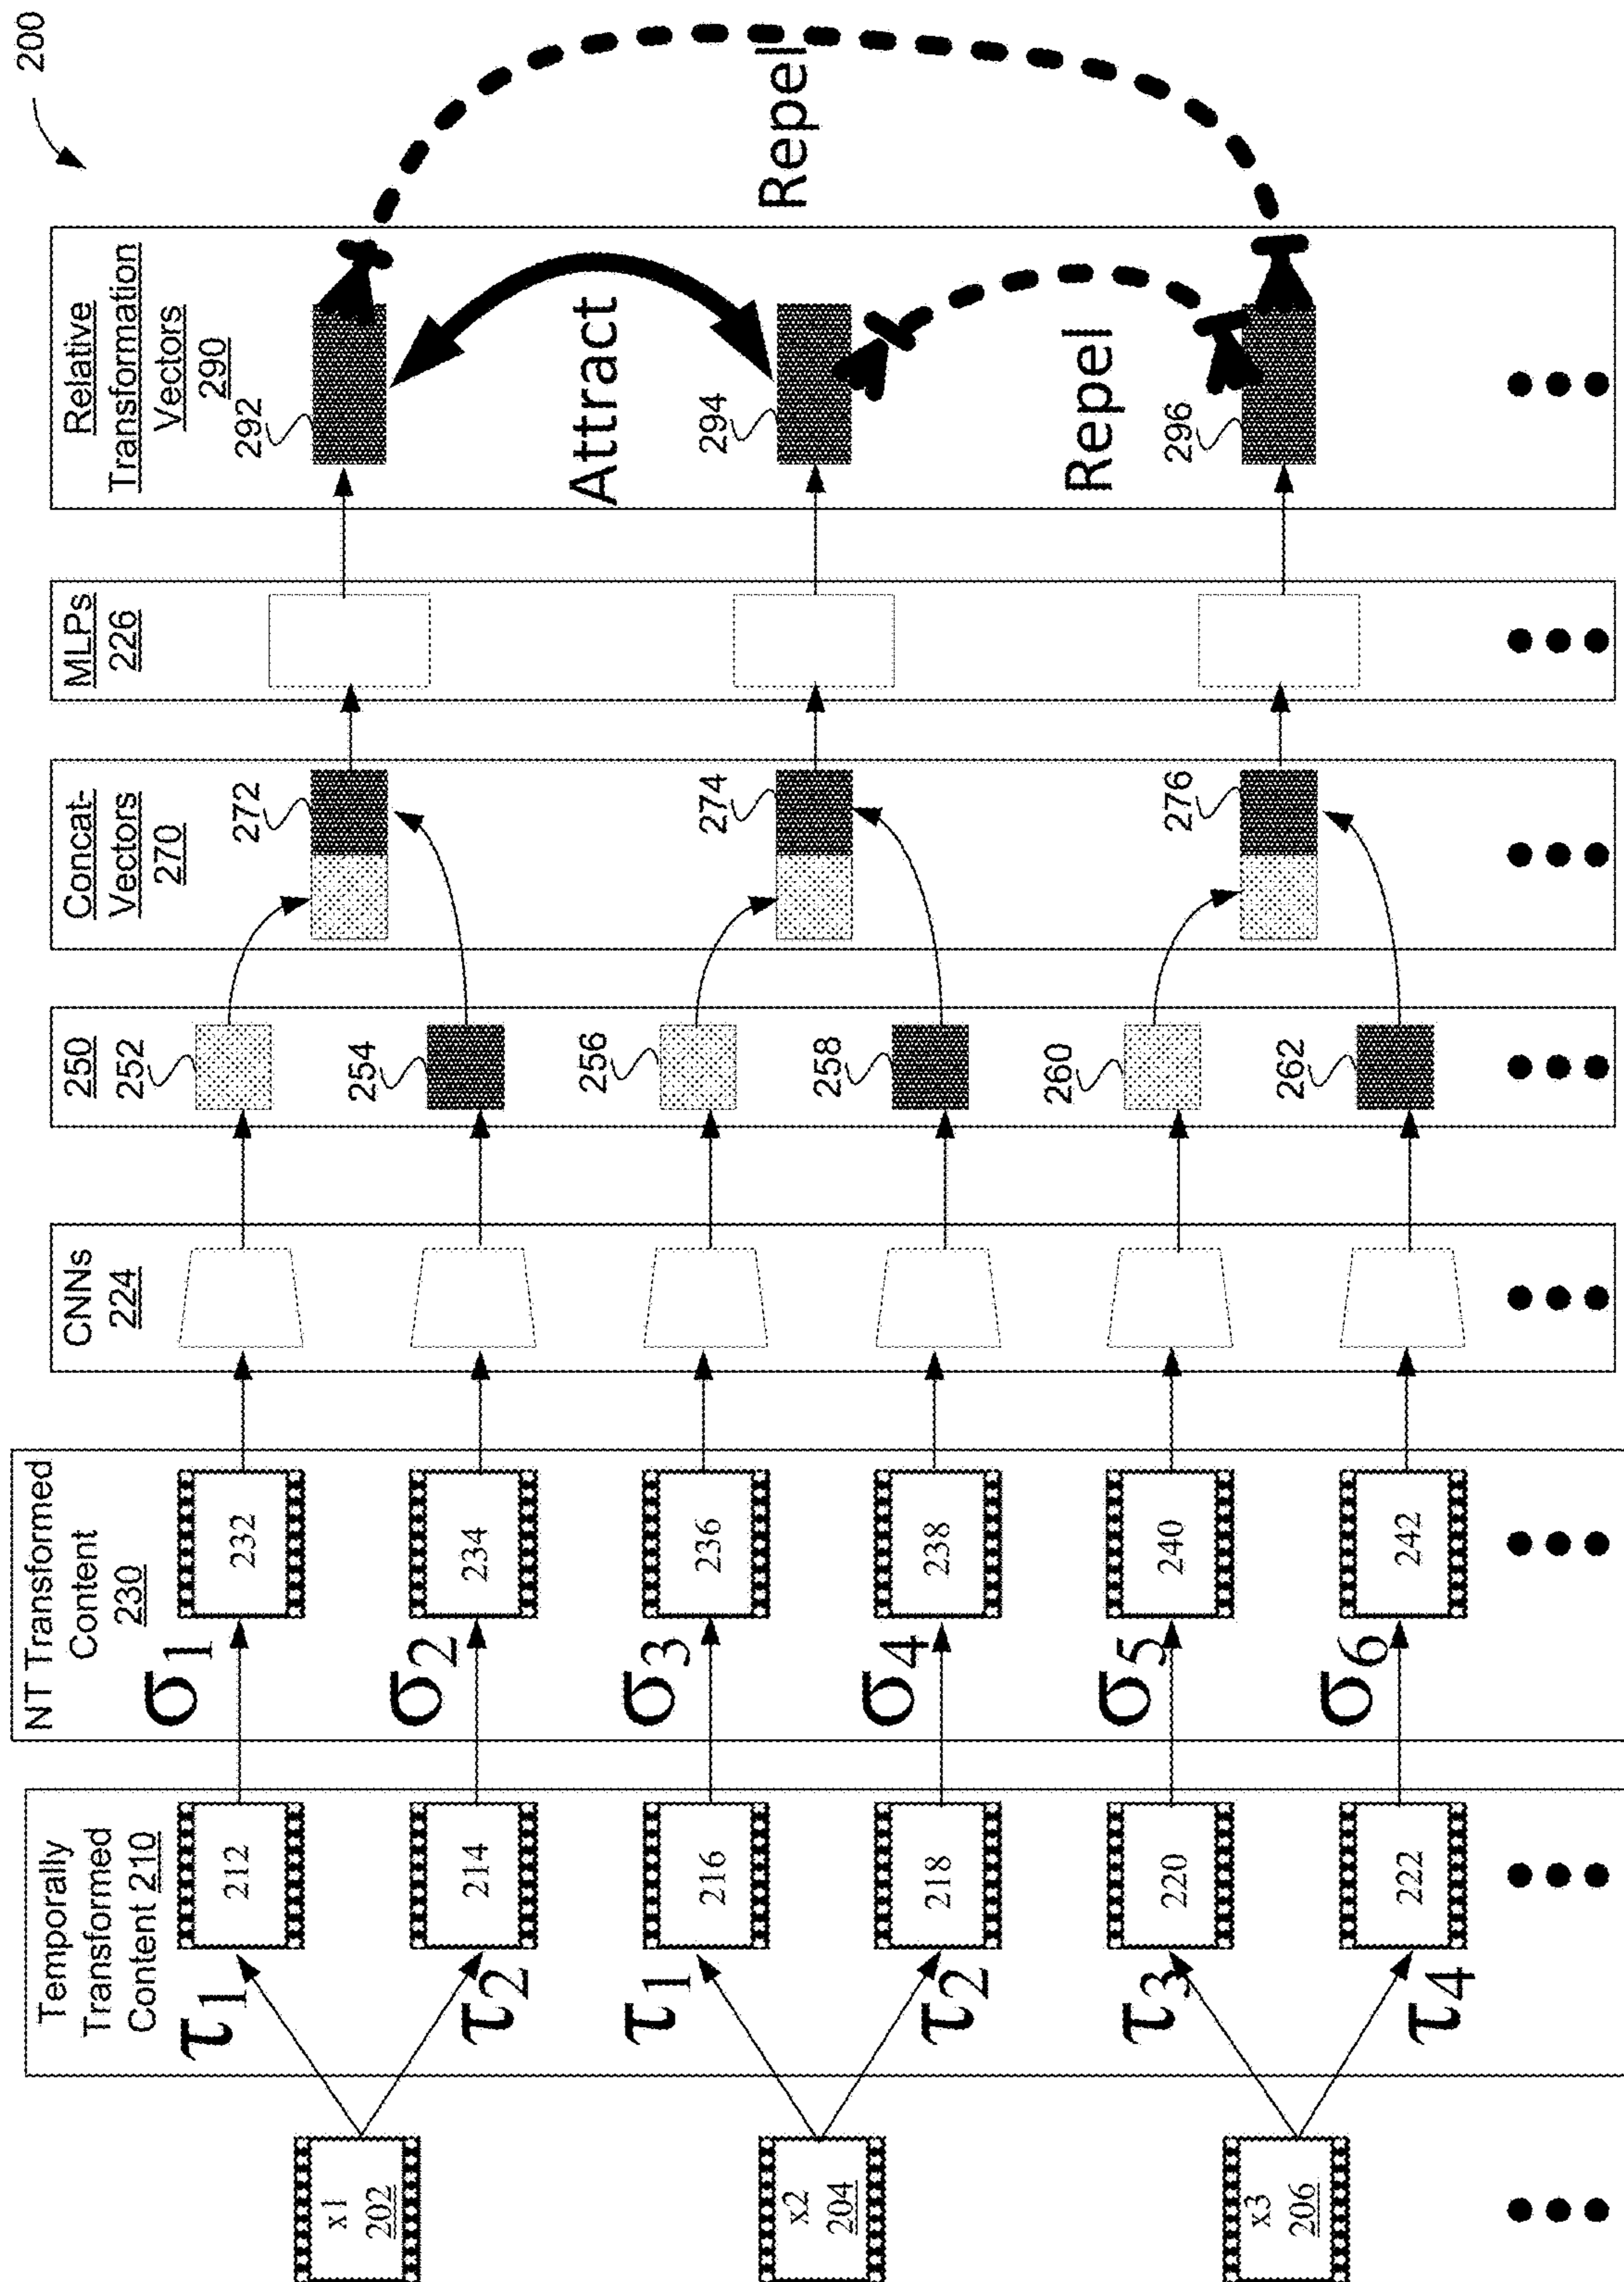 200
Temporally
Transformed
Content 210
NT Transformed
Content
230
CNNs
224
250
Concat-
Vectors
270
MLPs
226
Relative
Transformation
Vectors
290
x1
202
τ1
212
σ1
232
252
272
292
τ2
214
σ2
234
254
Attract
x2
204
τ1
216
σ3
236
256
274
294
Repel
τ2
218
σ4
238
258
Repel
x3
206
τ3
220
σ5
240
260
276
296
τ4
222
σ6
242
262